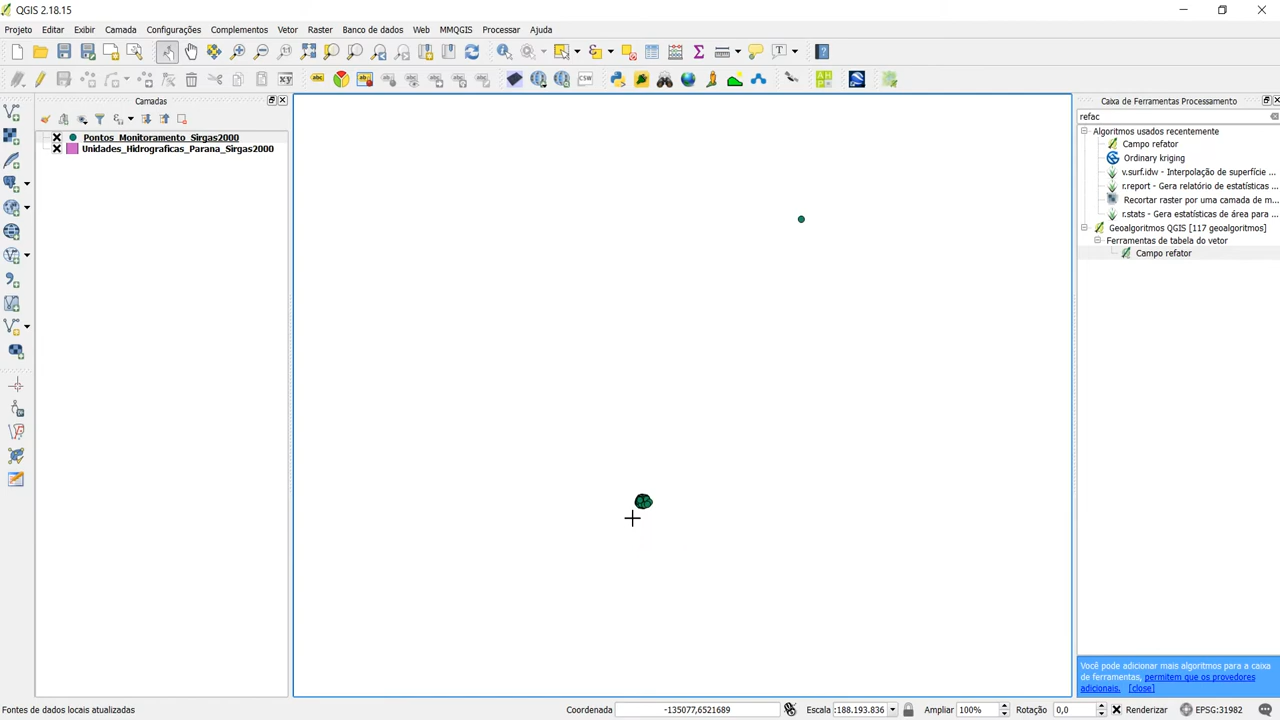 QGIS 2.18.15
Projeto Editar Exibir Camada Configurações Complementos Vetor Raster Banco de dados Web MMQGIS Processar Ajuda
Camadas
Pontos_Monitoramento_Sirgas2000
Unidades_Hidrograficas_Parana_Sirgas2000
Caixa de Ferramentas Processamento
refac
Algoritmos usados recentemente
Campo refator
Ordinary kriging
v.surf.idw - Interpolação de superfície ...
r.report - Gera relatório de estatísticas ...
Recortar raster por uma camada de m...
r.stats - Gera estatísticas de área para ...
Geoalgoritmos QGIS [117 geoalgoritmos]
Ferramentas de tabela do vetor
Campo refator
Você pode adicionar mais algoritmos para a caixa
de ferramentas, permitem que os provedores
adicionais. [close]
Fontes de dados locais atualizadas Coordenada -135077,6521689 Escala :188.193.836 Ampliar 100% Rotação 0,0 Renderizar EPSG:31982